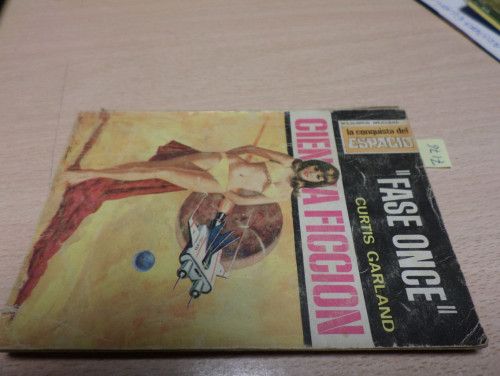 la conquista del
ESPACIO
"FASE ONCE"
CURTIS GARLAND
CIENCIA FICCION